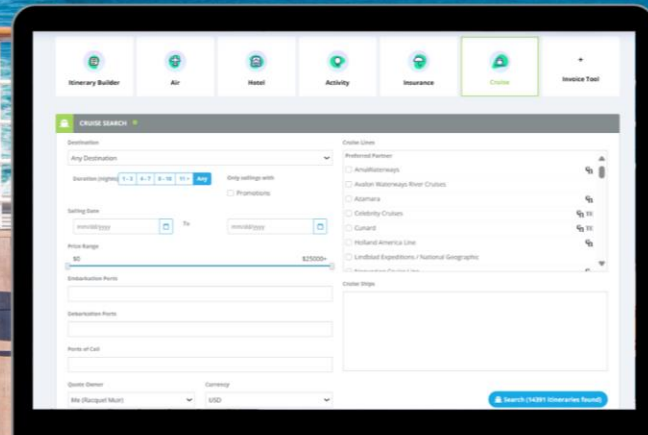 Itinerary Builder
Air
Hotel
Activity
Insurance
Cruise
+
Invoice Tool
CRUISE SEARCH
Destination
Any Destination
Duration (nights) 1 - 3 4 - 7 8 - 10 11 + Any
Only sailings with
Promotions
Sailing Date
mm/dd/yyyy To mm/dd/yyyy
Price Range
$0 $25000+
Embarkation Ports
Debarkation Ports
Ports of Call
Quote Owner
Me (Racquel Muir)
Currency
USD
Cruise Lines
Preferred Partner
AmaWaterways
Avalon Waterways River Cruises
Azamara
Celebrity Cruises
Cunard
Holland America Line
Lindblad Expeditions / National Geographic
Cruise Ships
Search (14391 itineraries found)